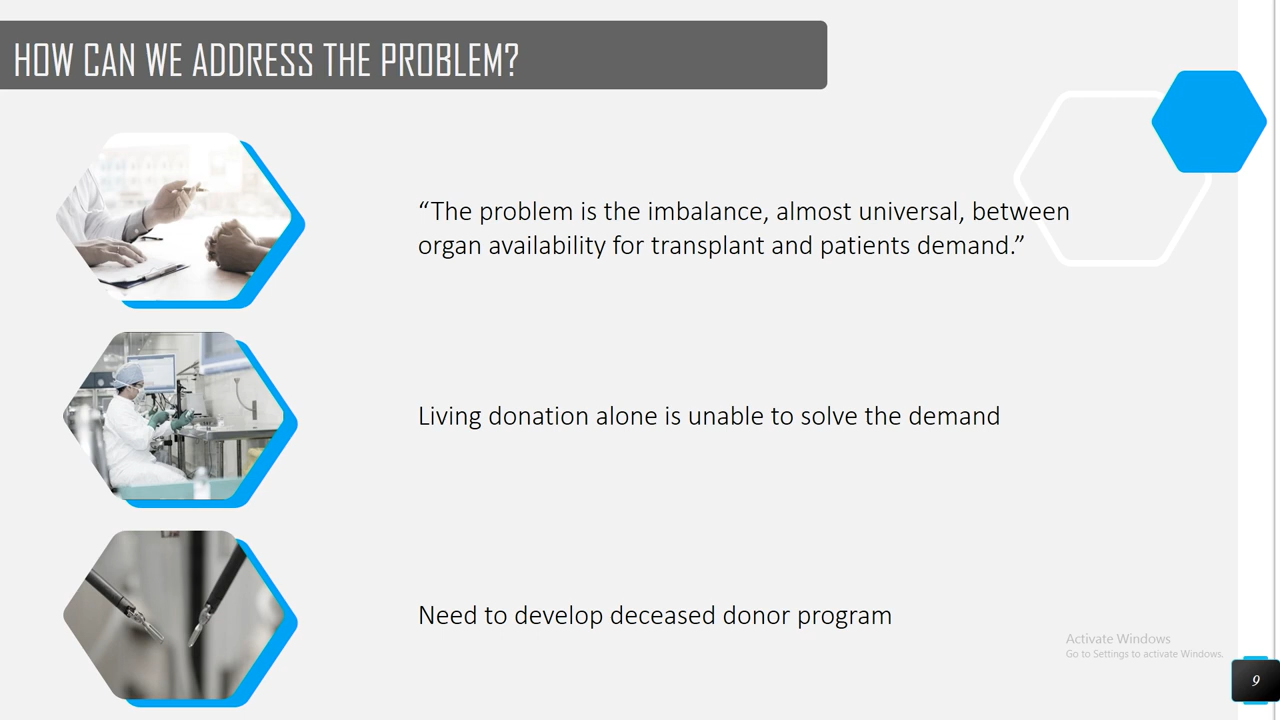 HOW CAN WE ADDRESS THE PROBLEM?
“The problem is the imbalance, almost universal, between
organ availability for transplant and patients demand.”
Living donation alone is unable to solve the demand
Need to develop deceased donor program
Activate Windows
Go to Settings to activate Windows.
9